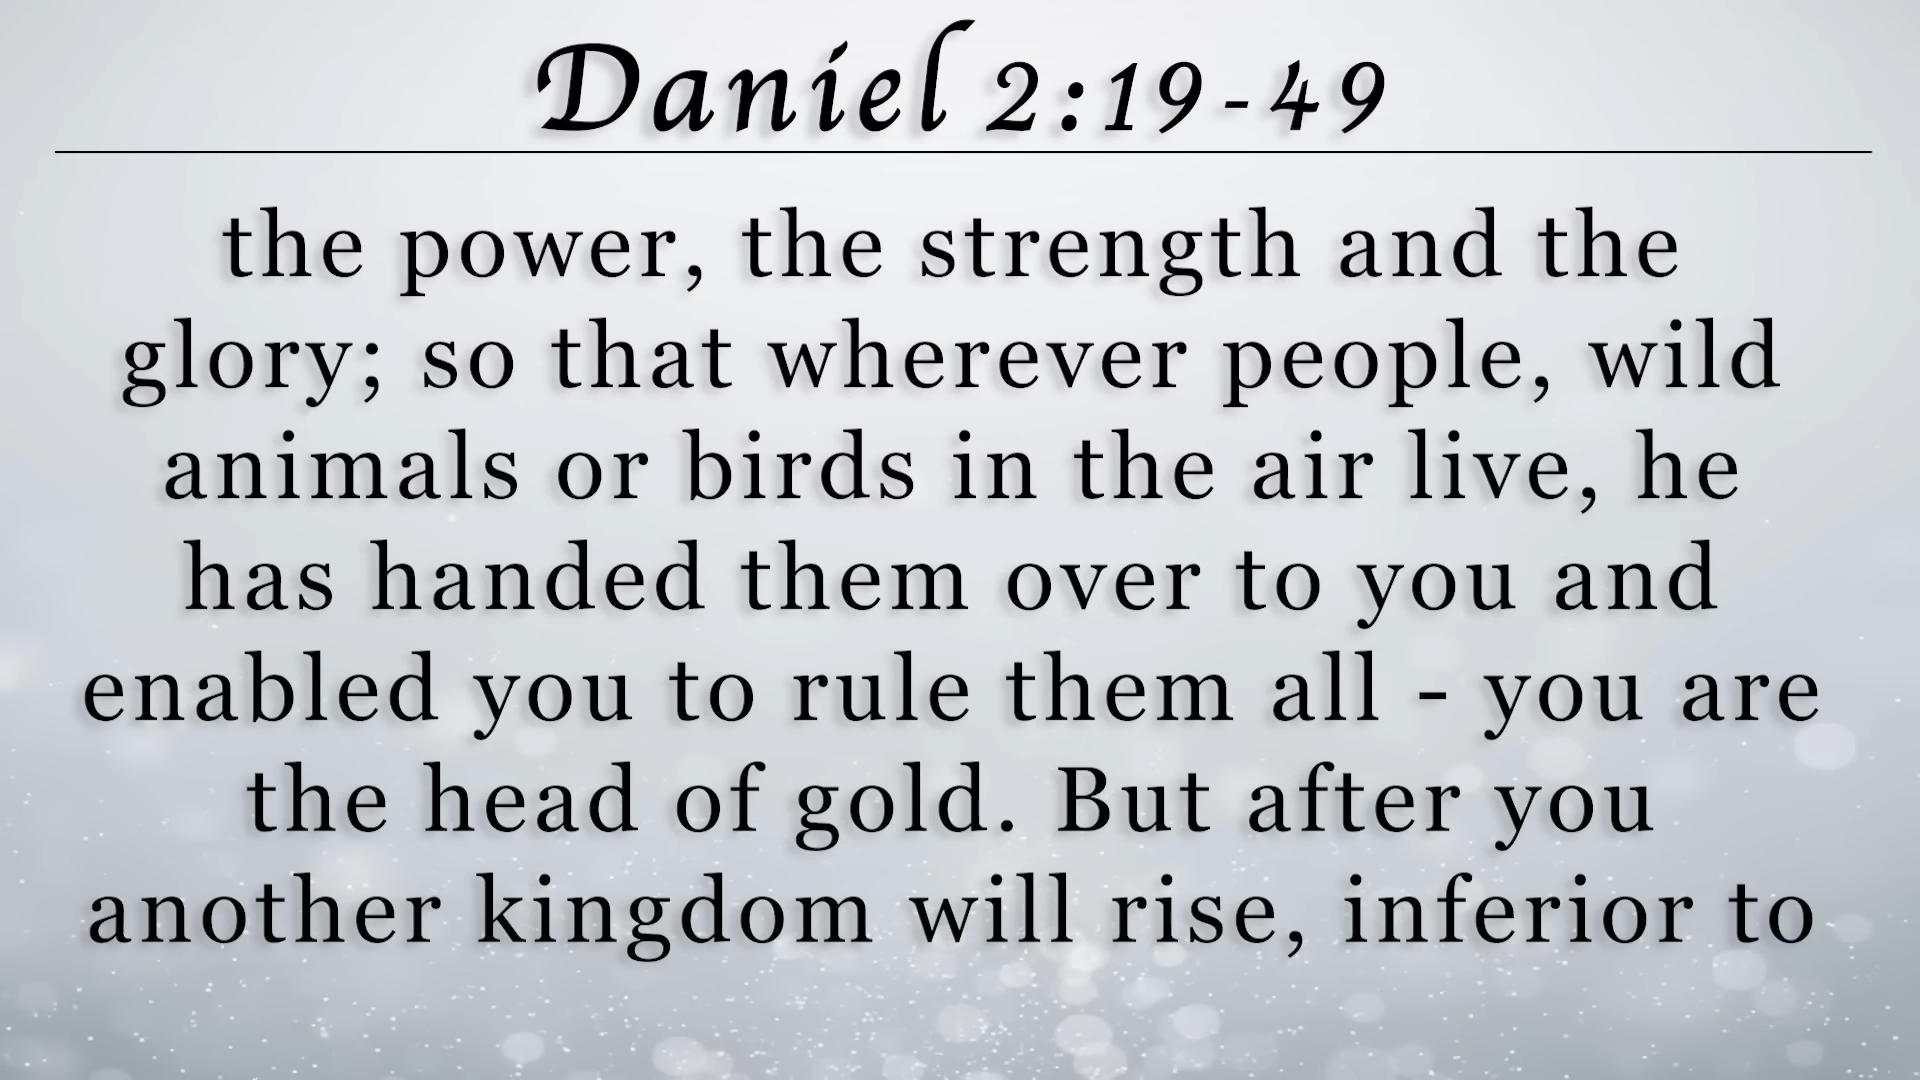 Daniel 2:19-49
the power, the strength and the
glory; so that wherever people, wild
animals or birds in the air live, he
has handed them over to you and
enabled you to rule them all - you are
the head of gold. But after you
another kingdom will rise, inferior to